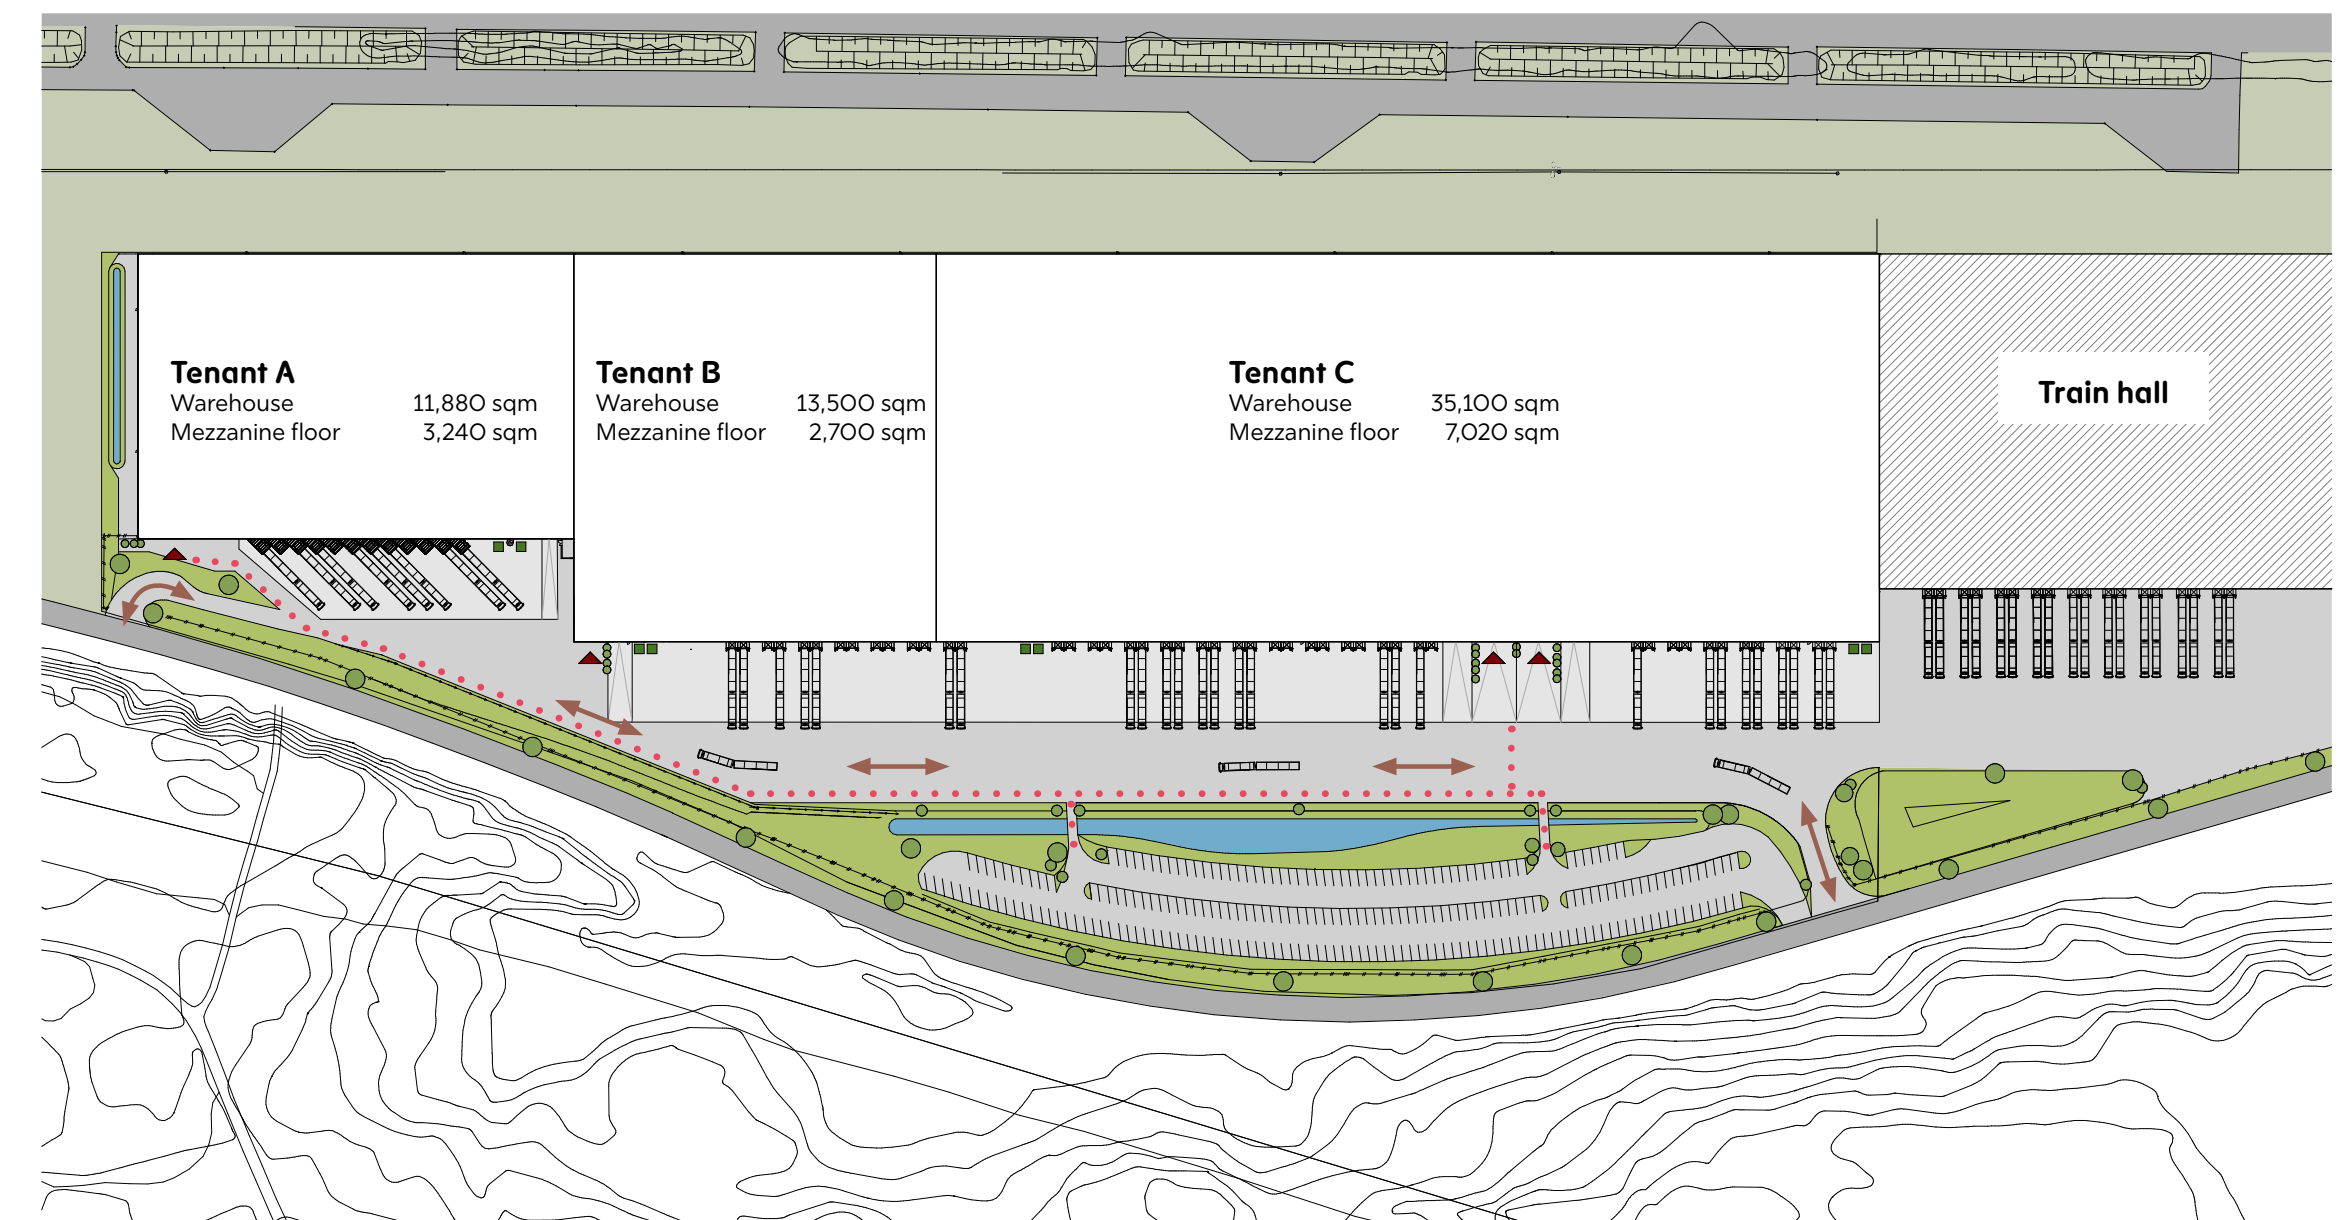 Tenant A
Warehouse 11,880 sqm
Mezzanine floor 3,240 sqm
Tenant B
Warehouse 13,500 sqm
Mezzanine floor 2,700 sqm
Tenant C
Warehouse 35,100 sqm
Mezzanine floor 7,020 sqm
Train hall